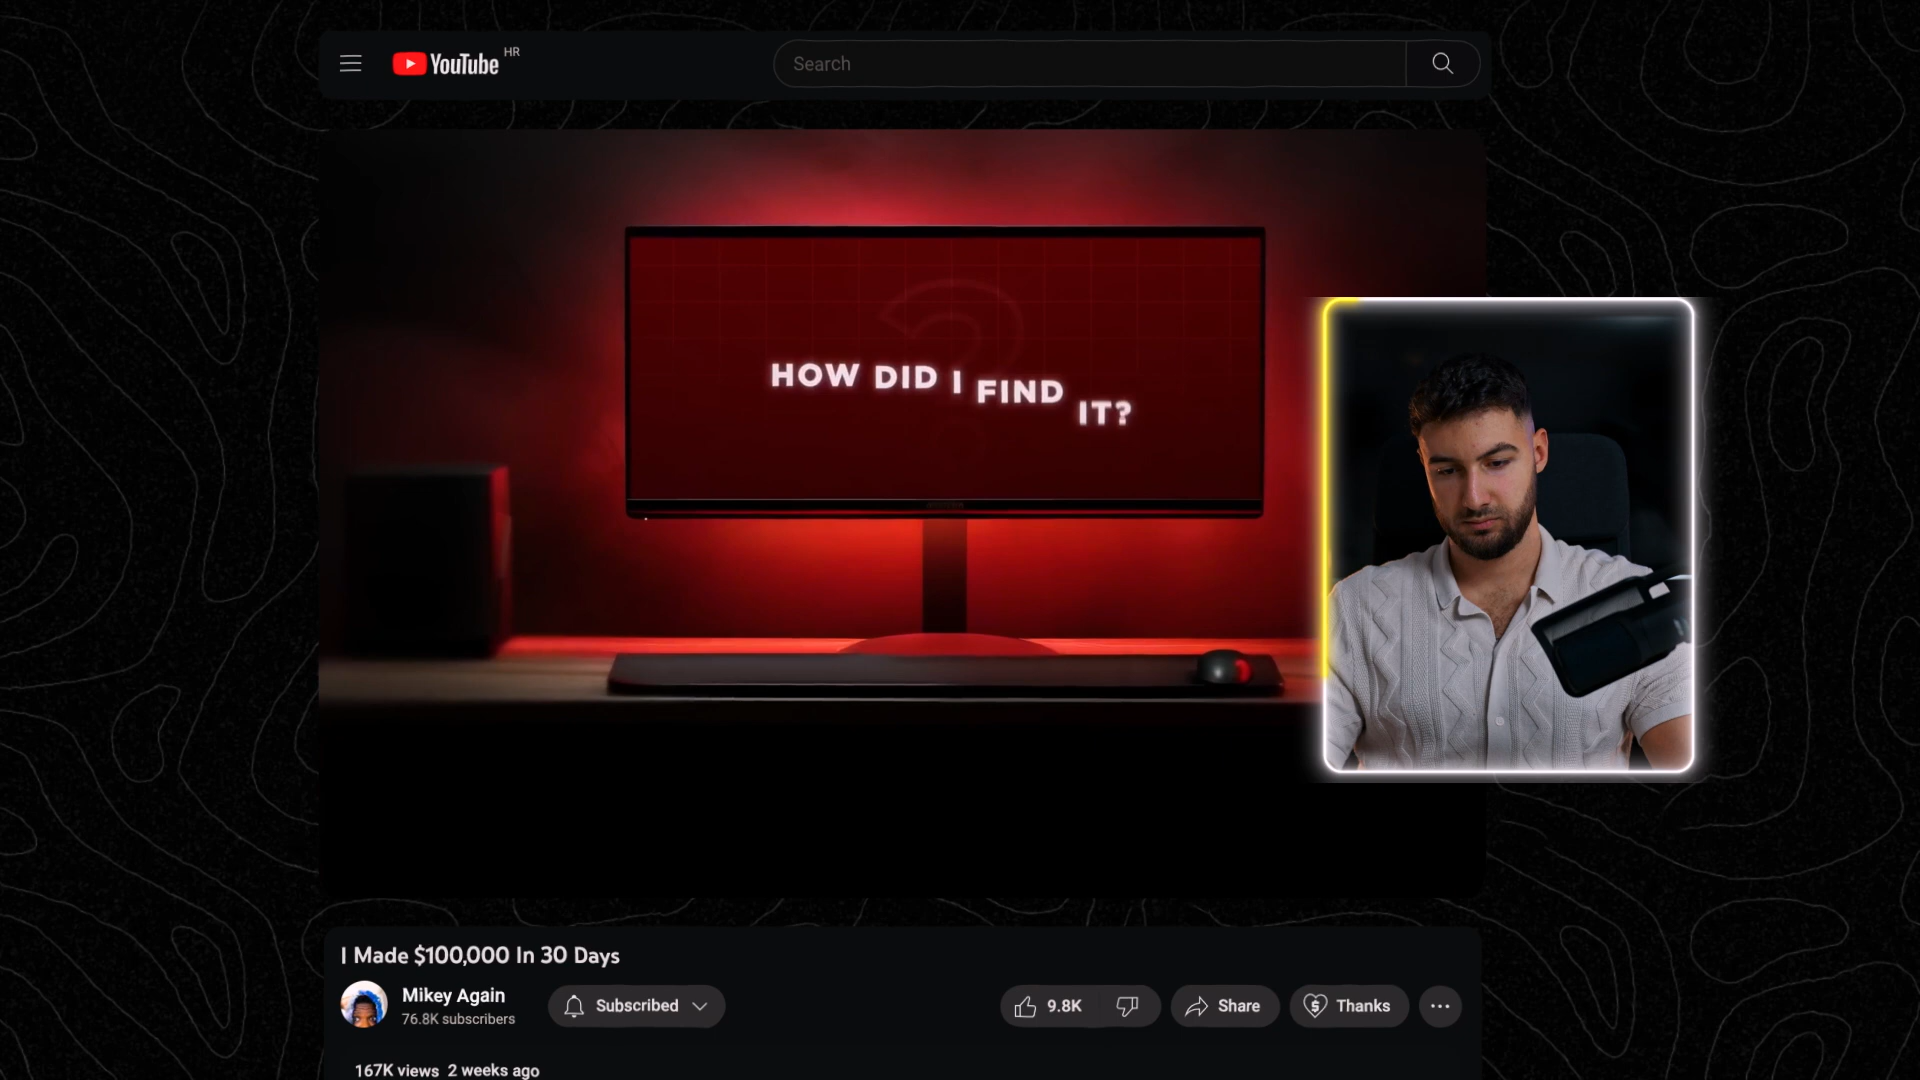 YouTube HR
Search
HOW DID I FIND IT?
I Made $100,000 In 30 Days
Mikey Again
76.8K subscribers
Subscribed
9.8K
Share
Thanks
167K views 2 weeks ago